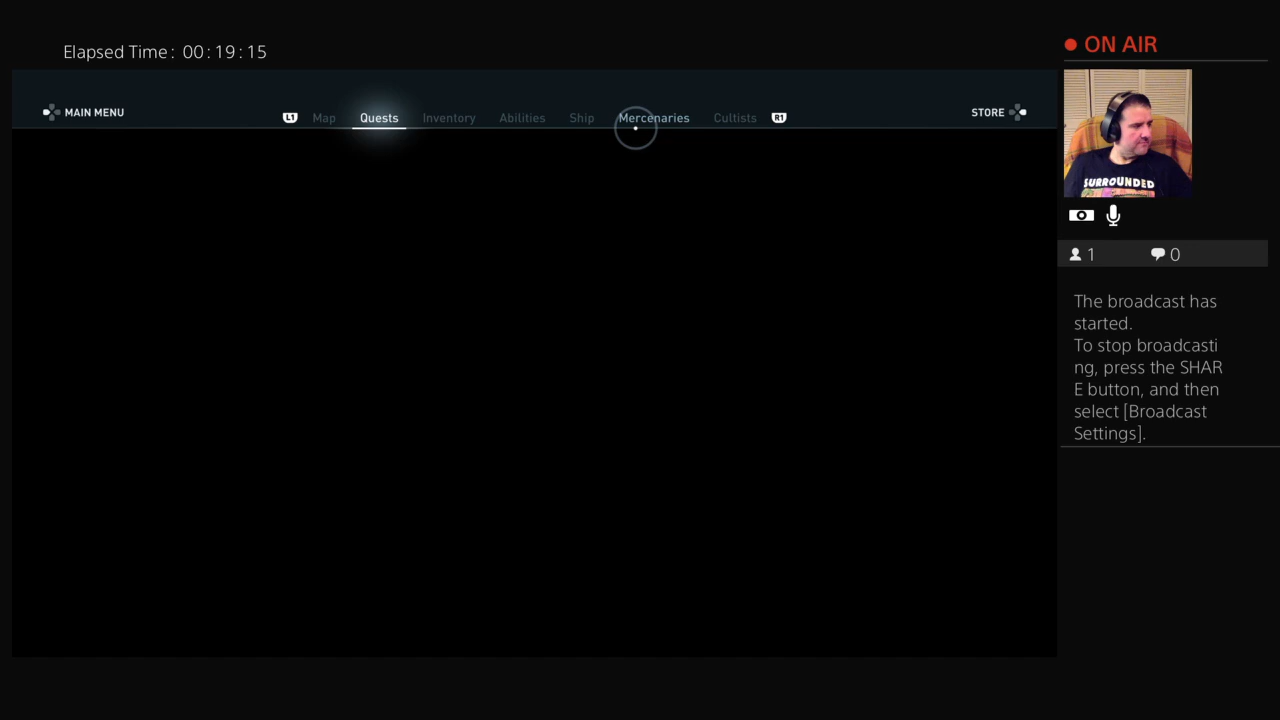 Elapsed Time: 00:19:15
ON AIR
MAIN MENU
L1 Map Quests Inventory Abilities Ship Mercenaries Cultists R1
STORE
SURROUNDED
1 0
The broadcast has
started.
To stop broadcasti
ng, press the SHAR
E button, and then
select [Broadcast
Settings].